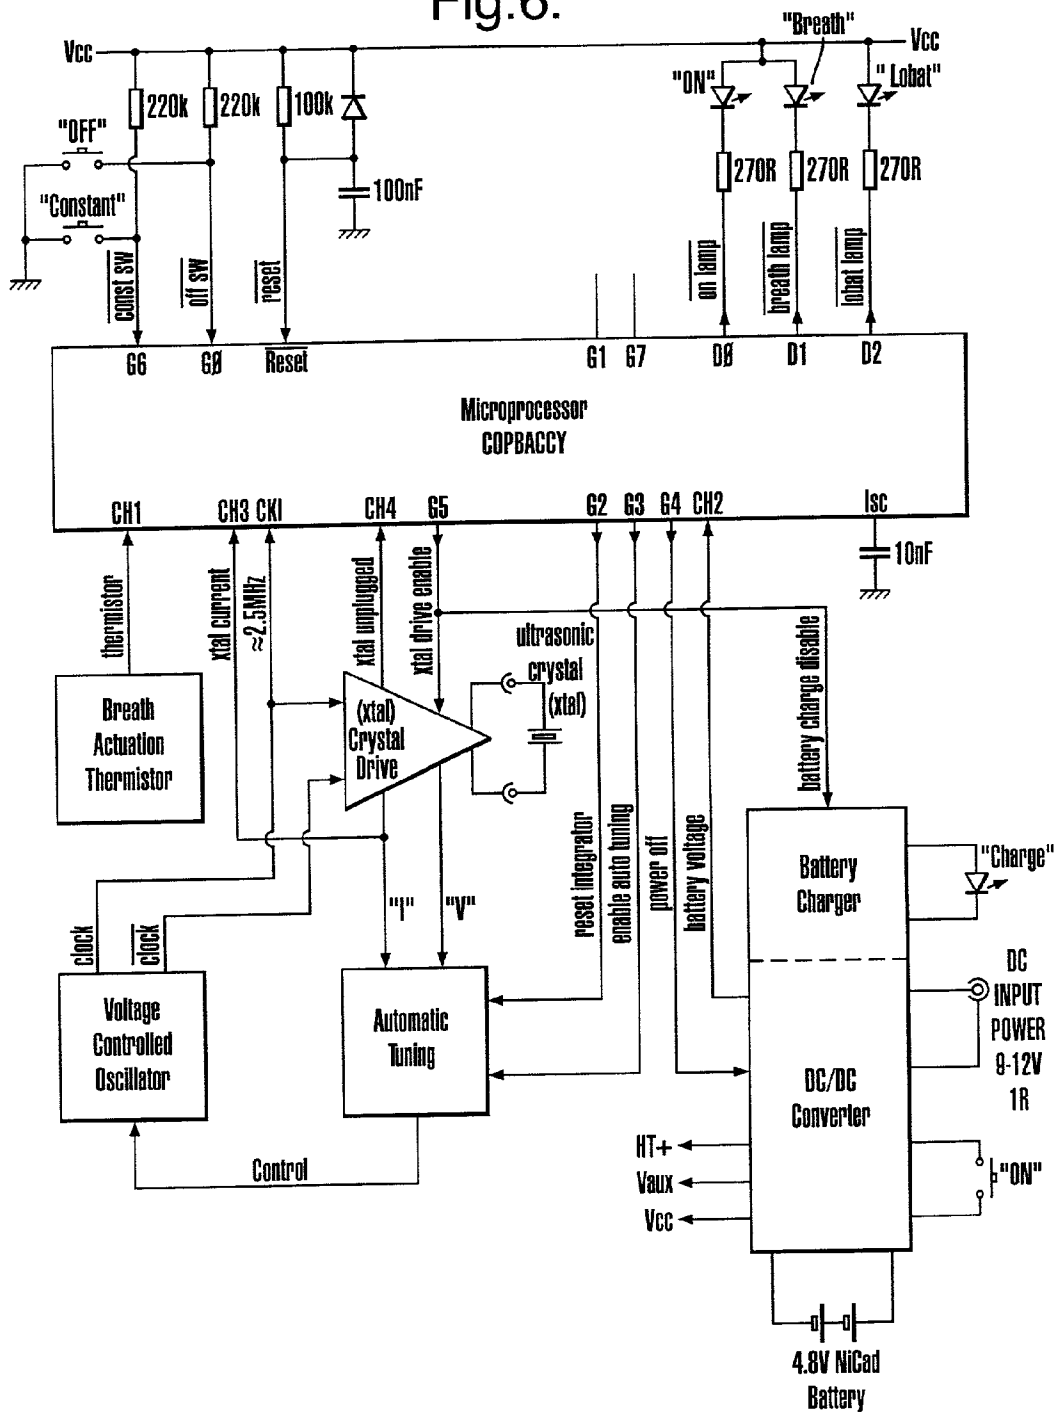 Fig.6.
Vcc
"Breath"
Vcc
"ON"
"Lobat"
220k
220k
100k
"OFF"
270R
270R
270R
100nF
"Constant"
const sw
off sw
reset
on lamp
breath lamp
lobat lamp
G6
GØ
Reset
G1
G7
DØ
D1
D2
Microprocessor
COPBACCY
CH1
CH3
CKI
CH4
G5
G2
G3
G4
CH2
Isc
10nF
thermistor
xtal current
≈2.5MHz
xtal unplugged
xtal drive enable
ultrasonic
crystal
(xtal)
battery charge disable
Breath
Actuation
Thermistor
(xtal)
Crystal
Drive
reset integrator
enable auto tuning
power off
battery voltage
Battery
Charger
"Charge"
"I"
"V"
clock
clock
Voltage
Controlled
Oscillator
Automatic
Tuning
DC
INPUT
POWER
9-12V
1R
DC/DC
Converter
Control
HT+
Vaux
Vcc
"ON"
4.8V NiCad
Battery